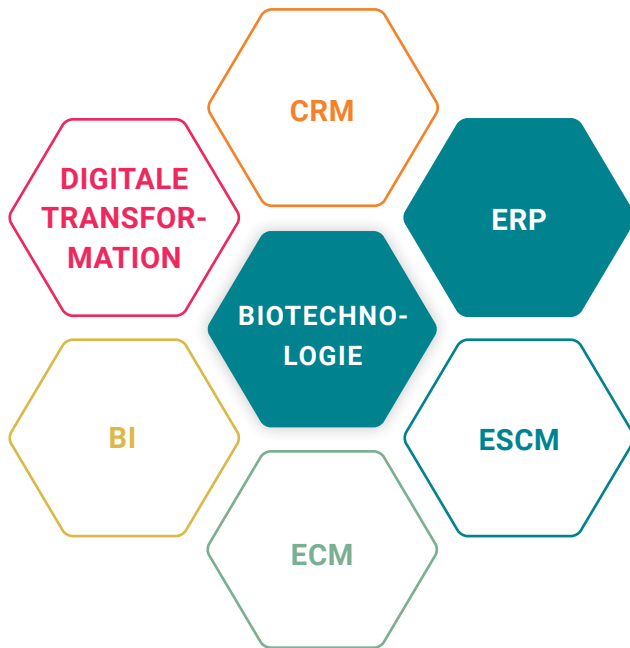 CRM
DIGITALE
TRANSFOR-
MATION
ERP
BIOTECHNO-
LOGIE
BI
ESCM
ECM